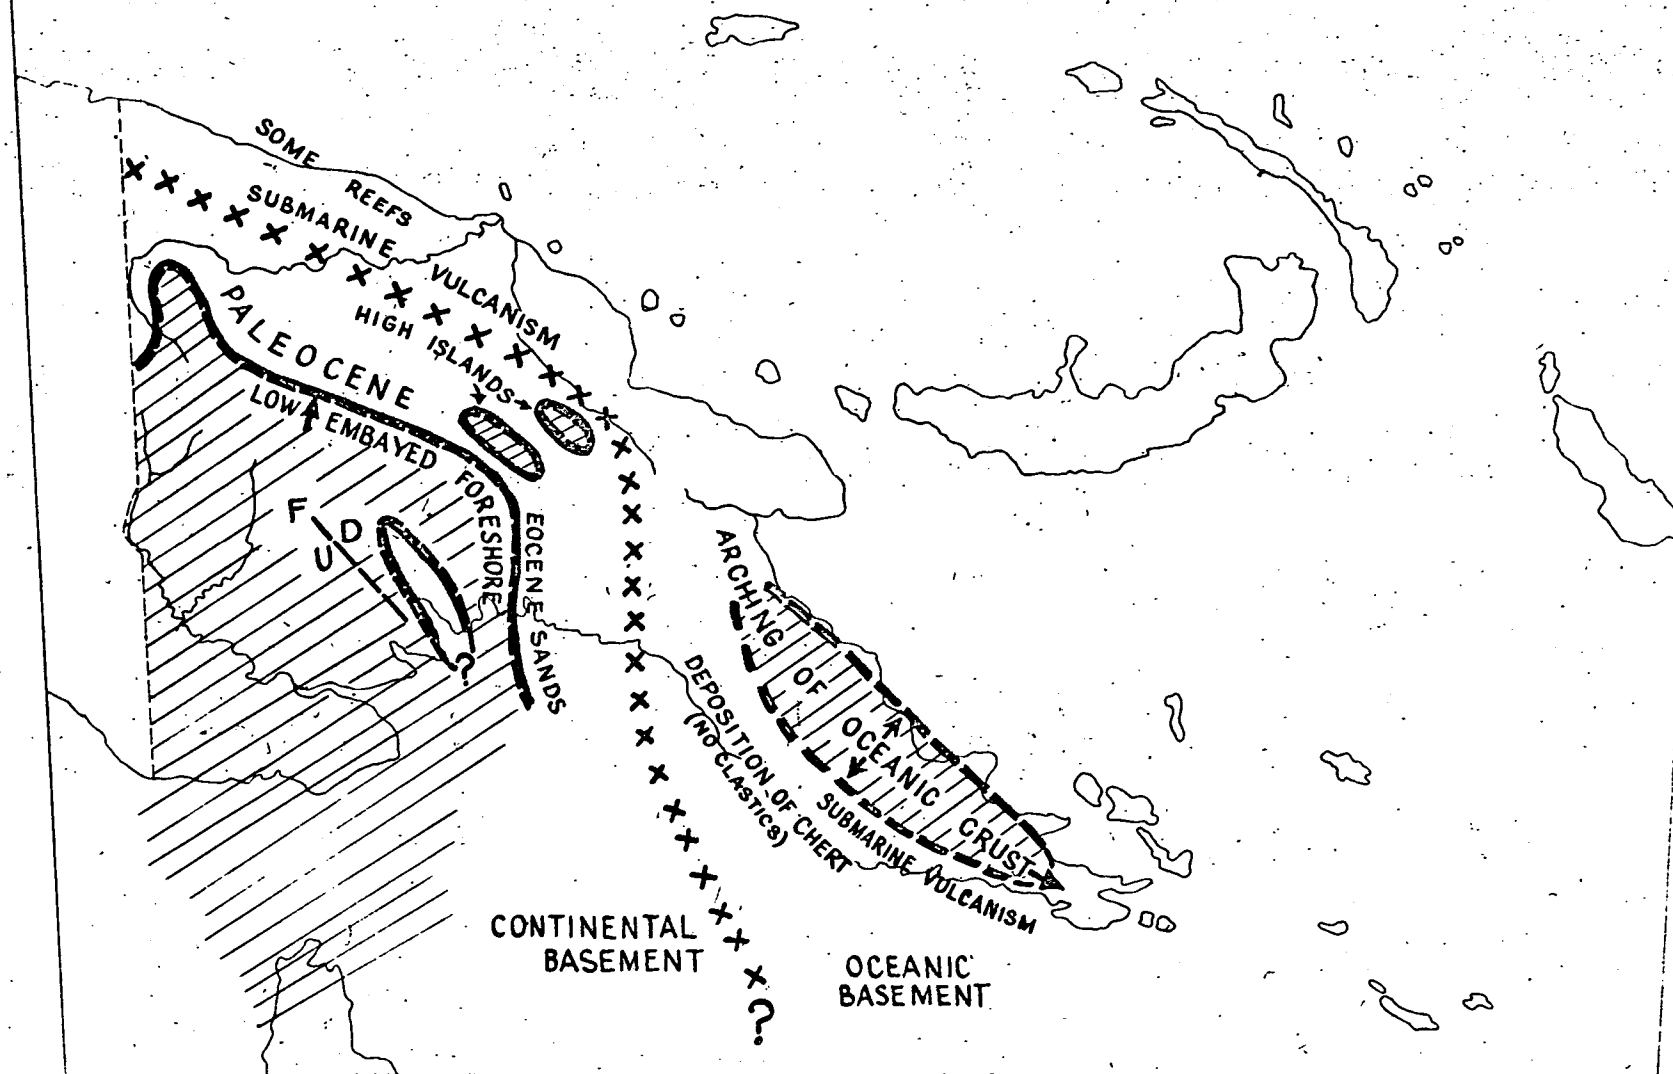 SOME REEFS
SUBMARINE VULCANISM
HIGH ISLANDS
PALEOCENE
LOW EMBAYED FORESHORE
EOCENE SANDS
F
D
U
?
ARCHING OF OCEANIC CRUST
DEPOSITION OF CHERT
(NO CLASTICS)
SUBMARINE VULCANISM
CONTINENTAL
BASEMENT
OCEANIC
BASEMENT
?